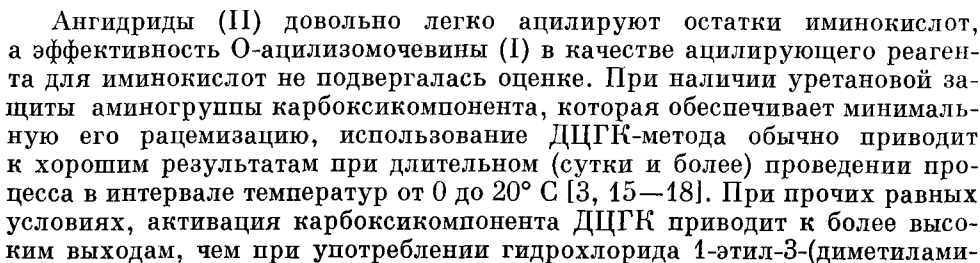 Ангидриды (II) довольно легко ацилируют остатки иминокислот,
а эффективность О-ацилизомочевины (I) в качестве ацилирующего реаген-
та для иминокислот не подвергалась оценке. При наличии уретановой за-
щиты аминогруппы карбоксикомпонента, которая обеспечивает минималь-
ную его рацемизацию, использование ДЦГК-метода обычно приводит
к хорошим результатам при длительном (сутки и более) проведении про-
цесса в интервале температур от 0 до 20° С [3, 15—18]. При прочих равных
условиях, активация карбоксикомпонента ДЦГК приводит к более высо-
ким выходам, чем при употреблении гидрохлорида 1-этил-3-(диметилами-